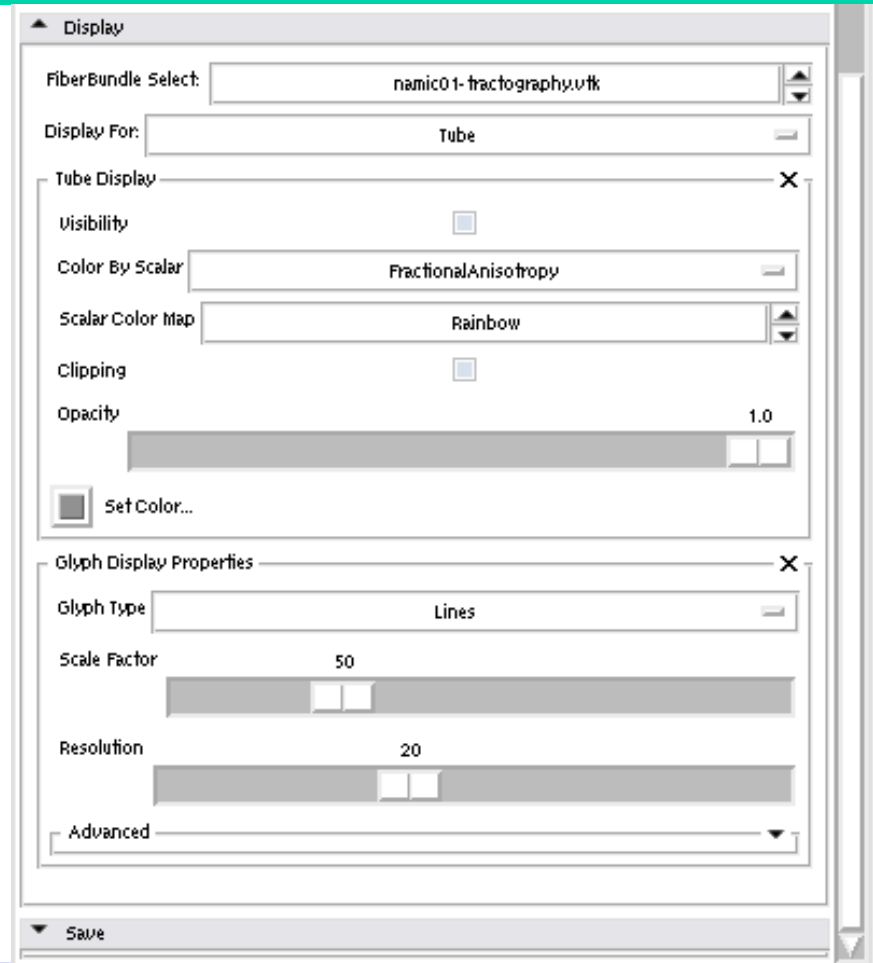 Display
FiberBundle Select: namic01-tractography.vtk
Display For: Tube
Tube Display
Visibility
Color By Scalar FractionalAnisotropy
Scalar Color Map Rainbow
Clipping
Opacity 1.0
Set Color...
Glyph Display Properties
Glyph Type Lines
Scale Factor 50
Resolution 20
Advanced
Save